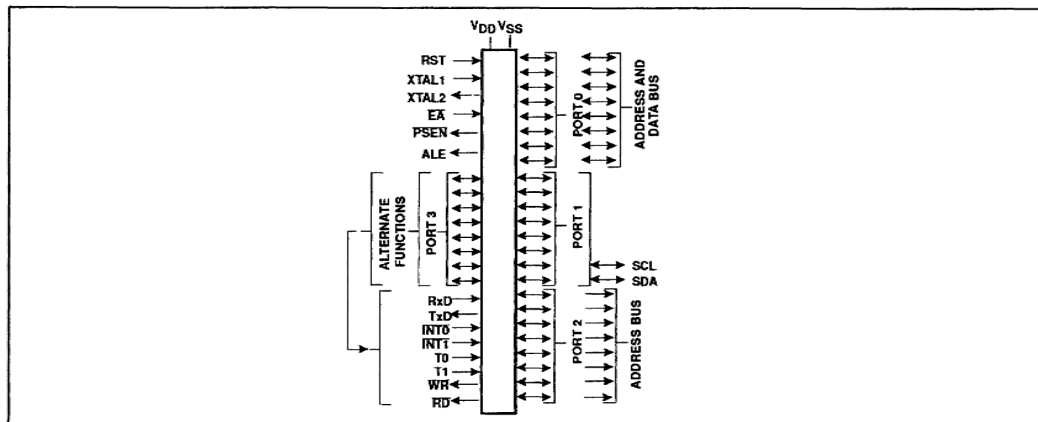 VDD VSS
RST
XTAL1
XTAL2
EA
PSEN
ALE
PORT 0
ADDRESS AND
DATA BUS
ALTERNATE
FUNCTIONS
PORT 3
PORT 1
SCL
SDA
RxD
TxD
INT0
INT1
T0
T1
WR
RD
PORT 2
ADDRESS BUS